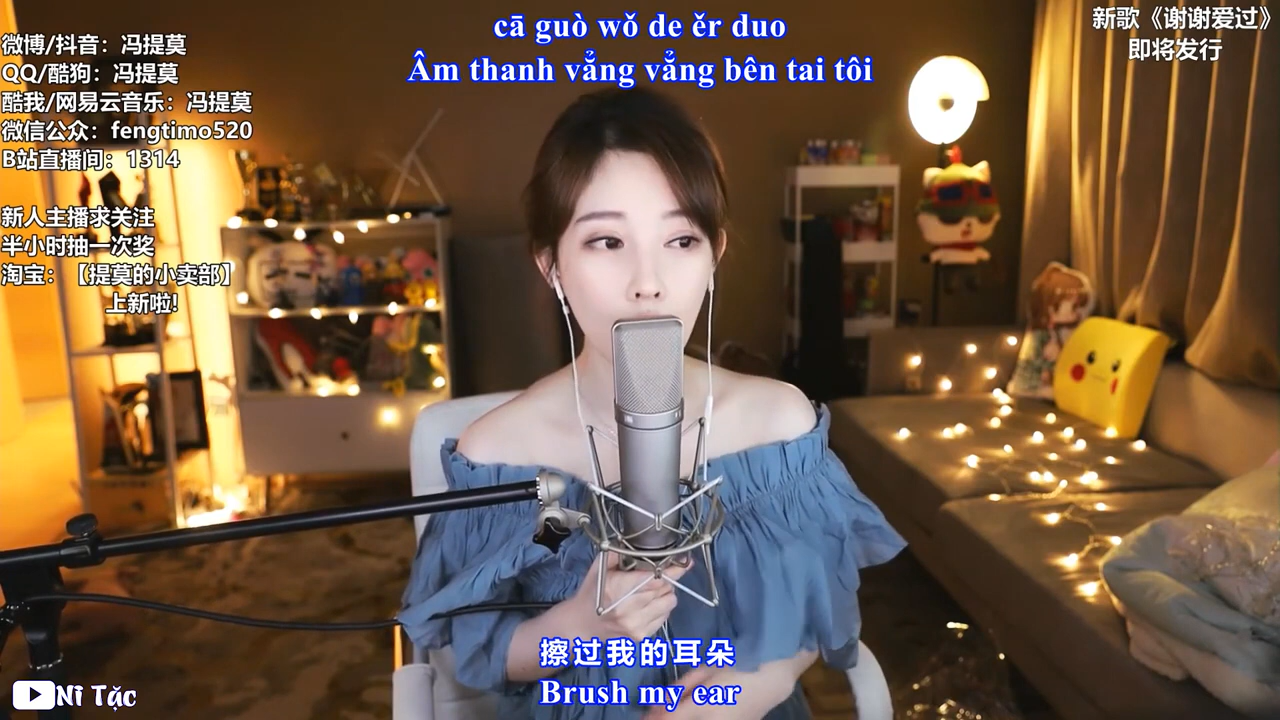 cā guò wǒ de ěr duo
Âm thanh vẳng vẳng bên tai tôi
微博/抖音：冯提莫
QQ/酷狗：冯提莫
酷我/网易云音乐：冯提莫
微信公众：fengtimo520
B站直播间：1314
新人主播求关注
半小时抽一次奖
淘宝：【提莫的小卖部】
上新啦!
新歌《谢谢爱过》
即将发行
擦过我的耳朵
Brush my ear
Ni Tặc